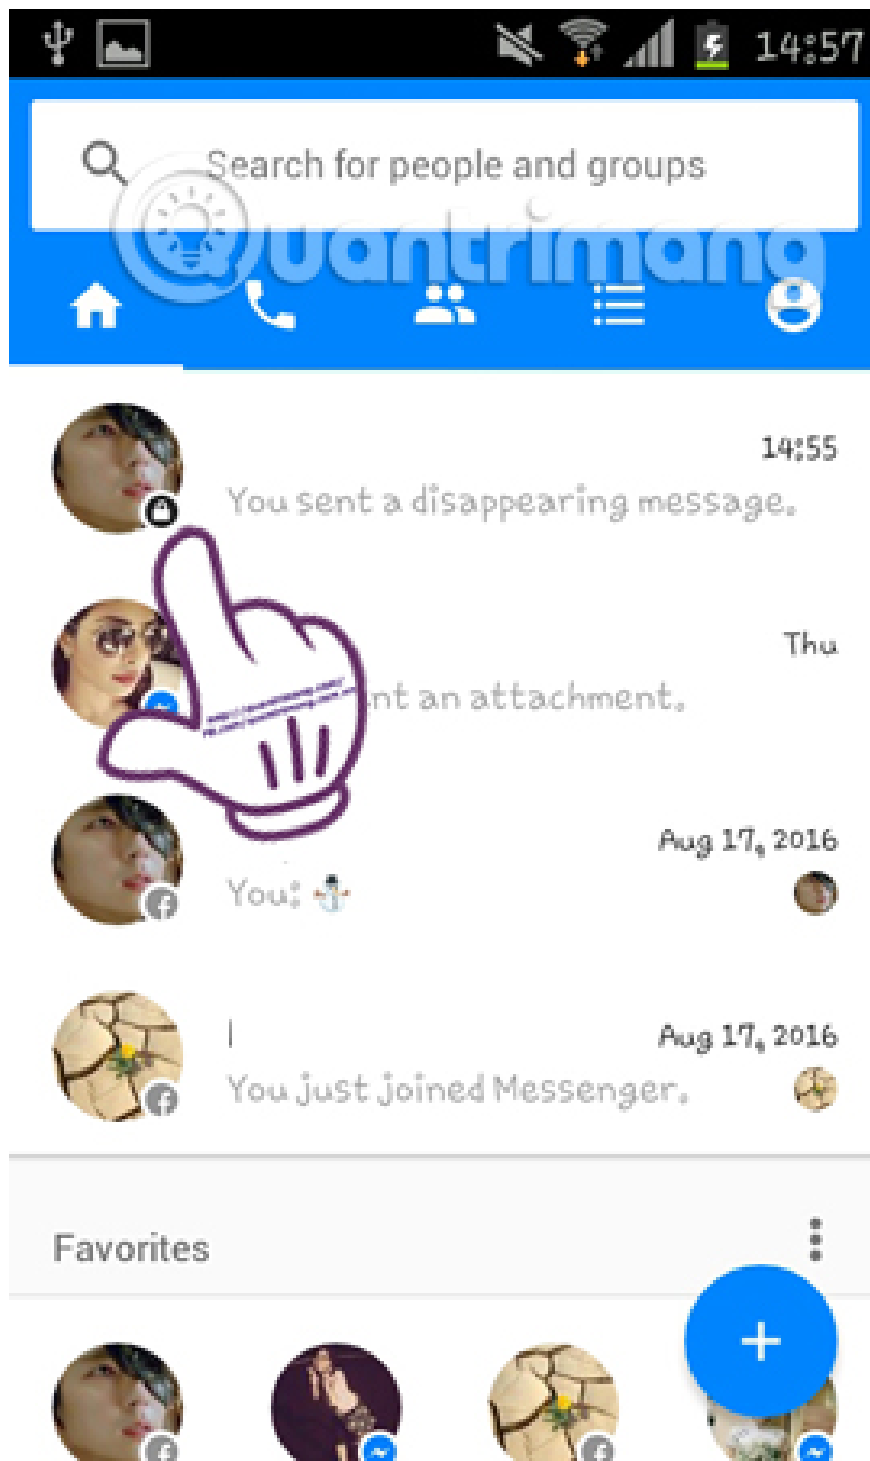 14:57
Search for people and groups
Quantrimang
14:55
You sent a disappearing message.
Thu
nt an attachment.
Aug 17, 2016
You:
Aug 17, 2016
You just joined Messenger.
Favorites